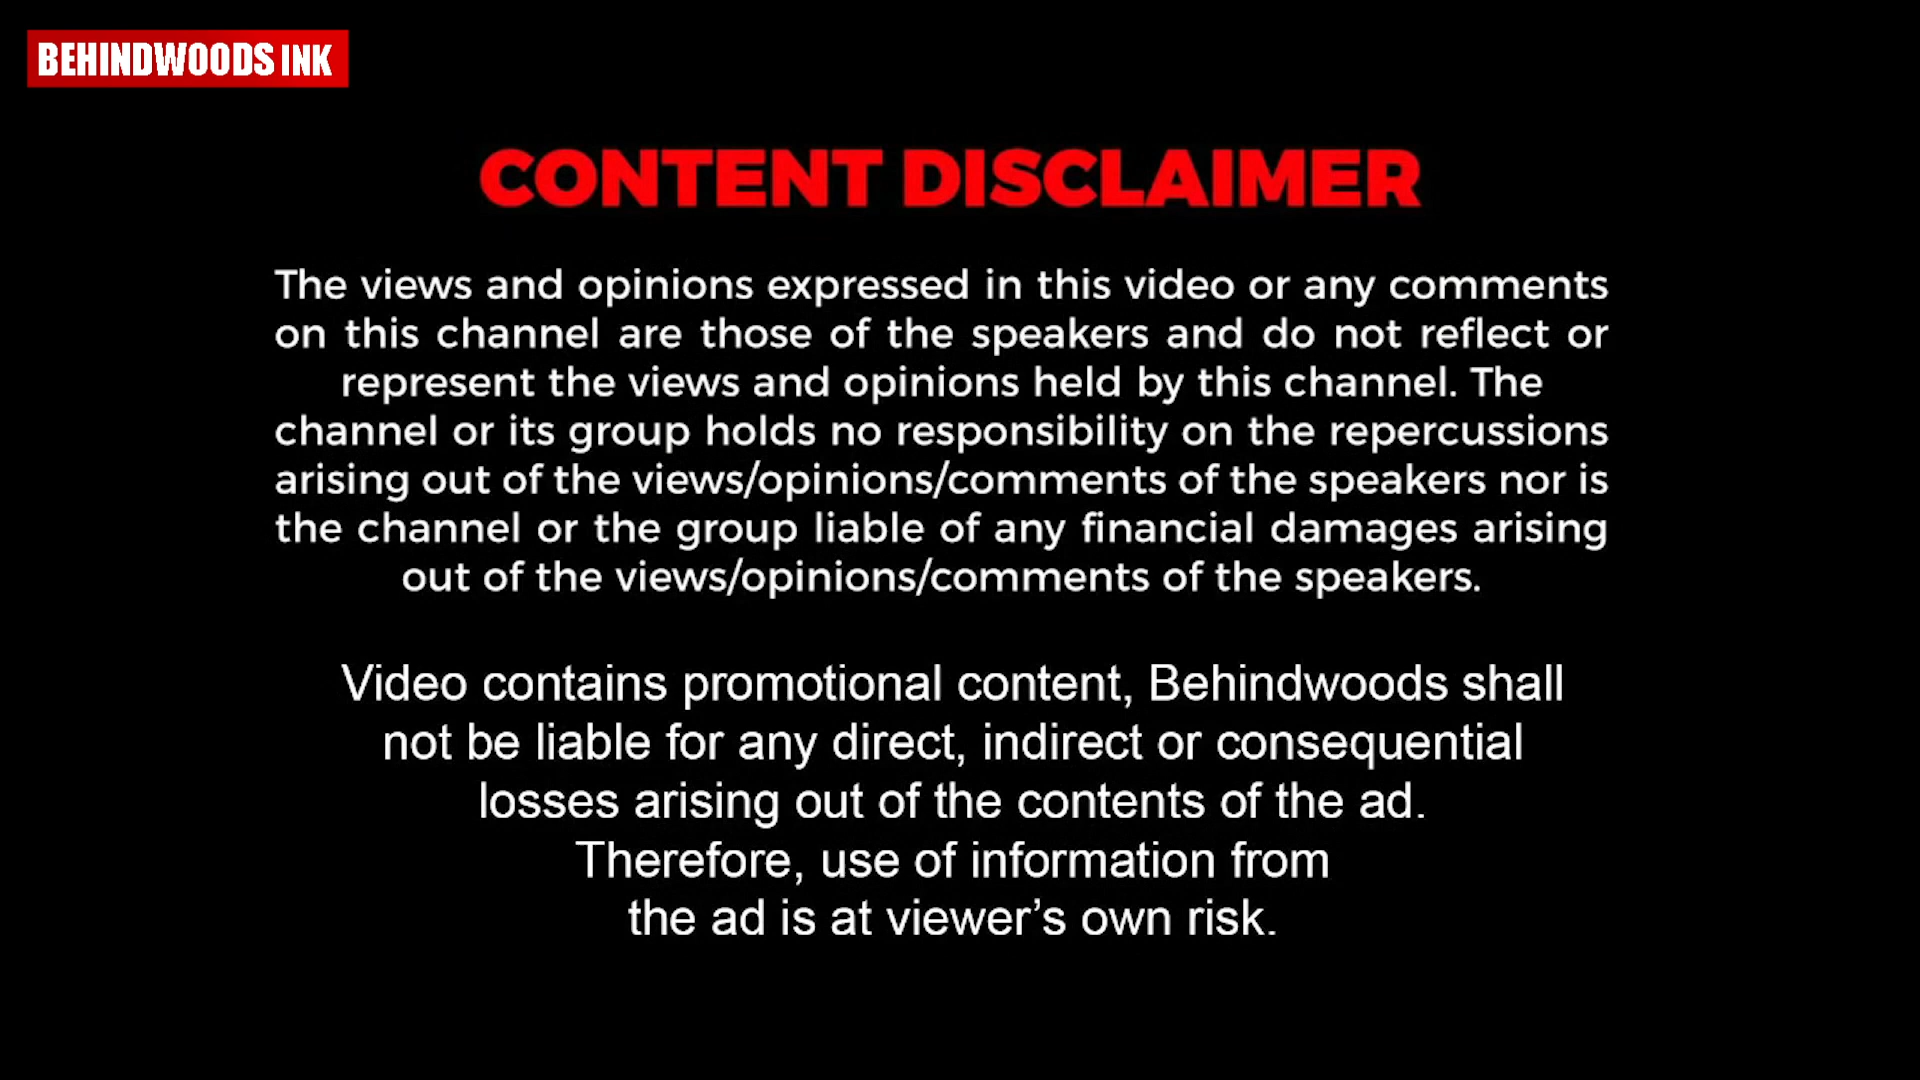 BEHINDWOODS INK
CONTENT DISCLAIMER
The views and opinions expressed in this video or any comments
on this channel are those of the speakers and do not reflect or
represent the views and opinions held by this channel. The
channel or its group holds no responsibility on the repercussions
arising out of the views/opinions/comments of the speakers nor is
the channel or the group liable of any financial damages arising
out of the views/opinions/comments of the speakers.
Video contains promotional content, Behindwoods shall
not be liable for any direct, indirect or consequential
losses arising out of the contents of the ad.
Therefore, use of information from
the ad is at viewer’s own risk.